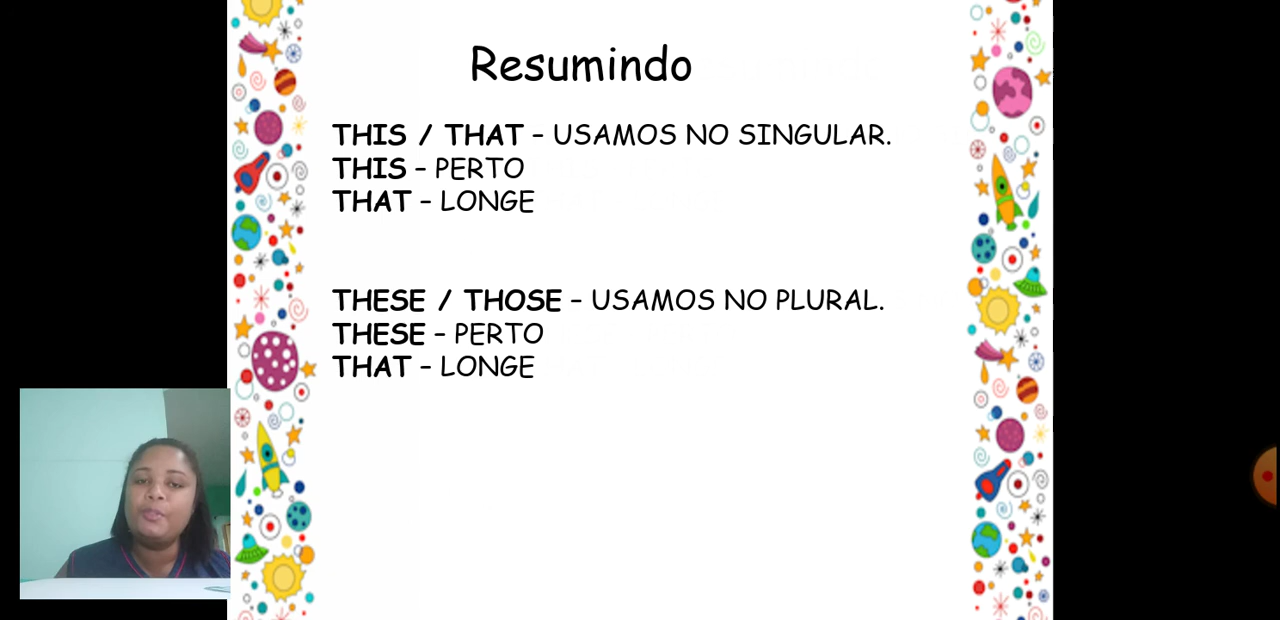 Resumindo
THIS / THAT – USAMOS NO SINGULAR.
THIS – PERTO
THAT – LONGE
THESE / THOSE – USAMOS NO PLURAL.
THESE – PERTO
THAT – LONGE